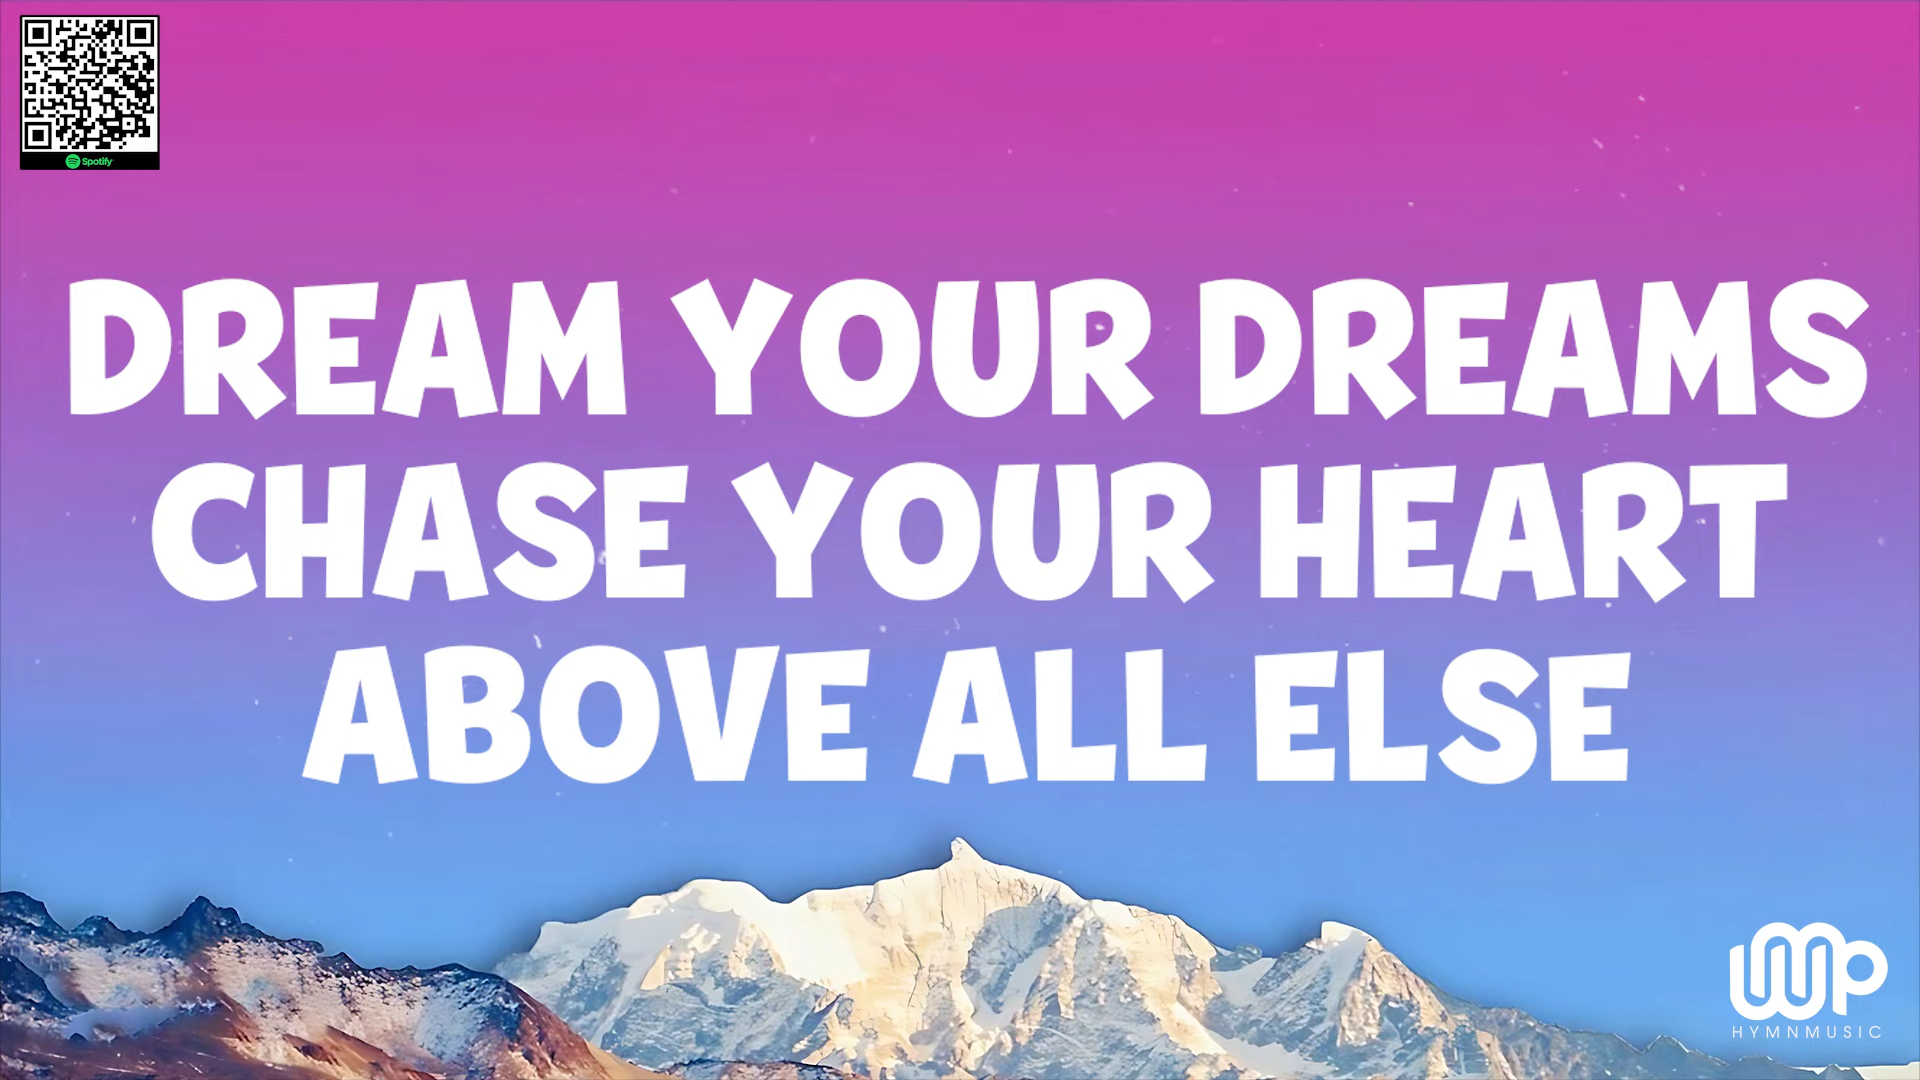 Spotify
DREAM YOUR DREAMS
CHASE YOUR HEART
ABOVE ALL ELSE
HYMNMUSIC